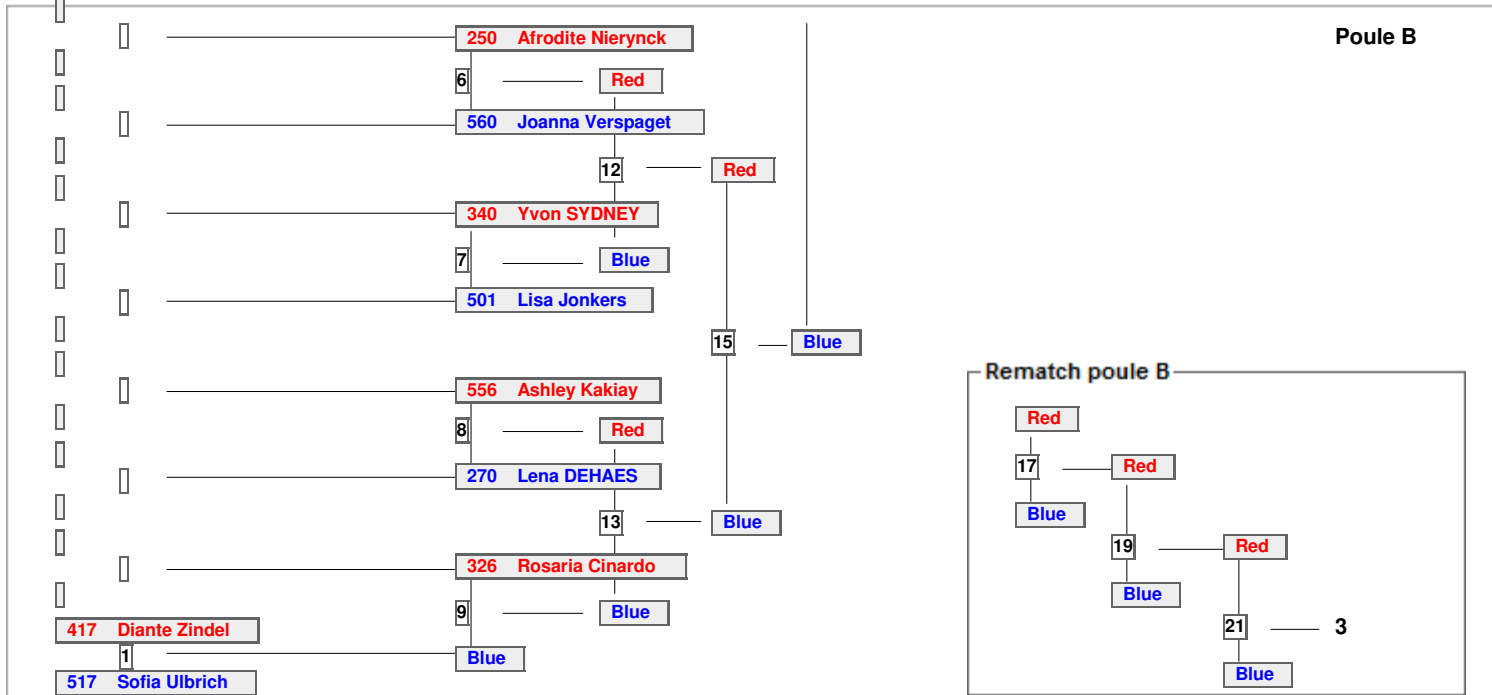 250 Afrodite Nierynck
Poule B
6 Red
560 Joanna Verspaget
12 Red
340 Yvon SYDNEY
7 Blue
501 Lisa Jonkers
15 Blue
Rematch poule B
556 Ashley Kakiay
Red
8 Red
17 Red
270 Lena DEHAES
Blue
13 Blue
19 Red
326 Rosaria Cinardo
Blue
9 Blue
417 Diante Zindel
21 3
1 Blue
Blue
517 Sofia Ulbrich